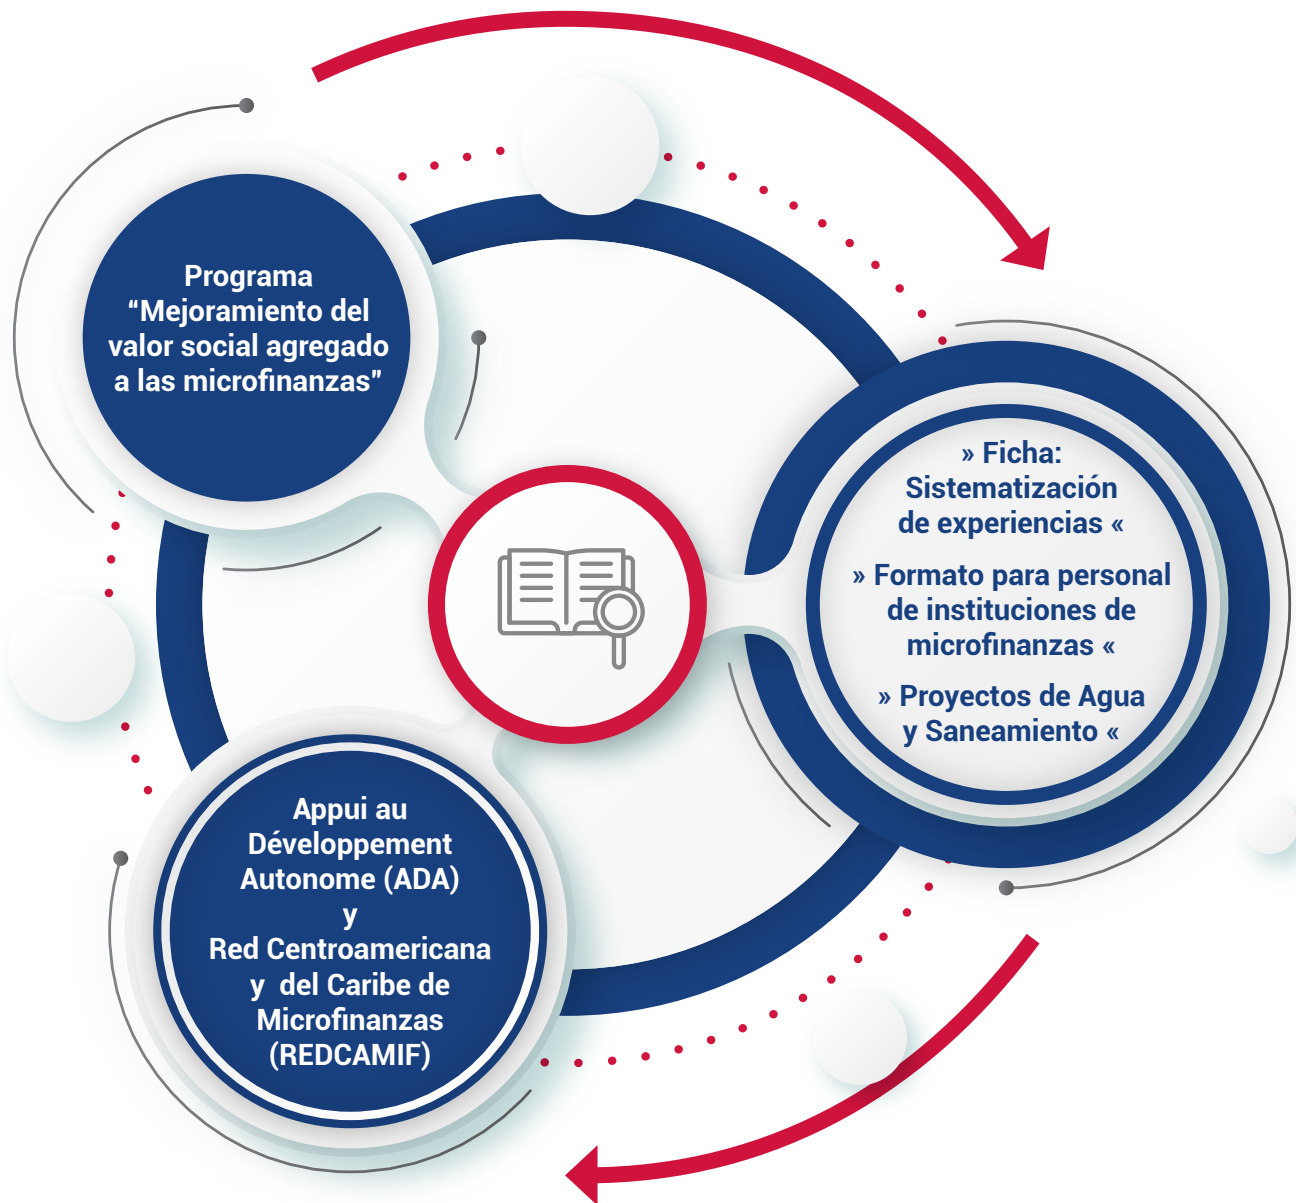 Programa
“Mejoramiento del
valor social agregado
a las microfinanzas”
» Ficha:
Sistematización
de experiencias «
» Formato para personal
de instituciones de
microfinanzas «
» Proyectos de Agua
y Saneamiento «
Appui au
Développement
Autonome (ADA)
y
Red Centroamericana
y del Caribe de
Microfinanzas
(REDCAMIF)